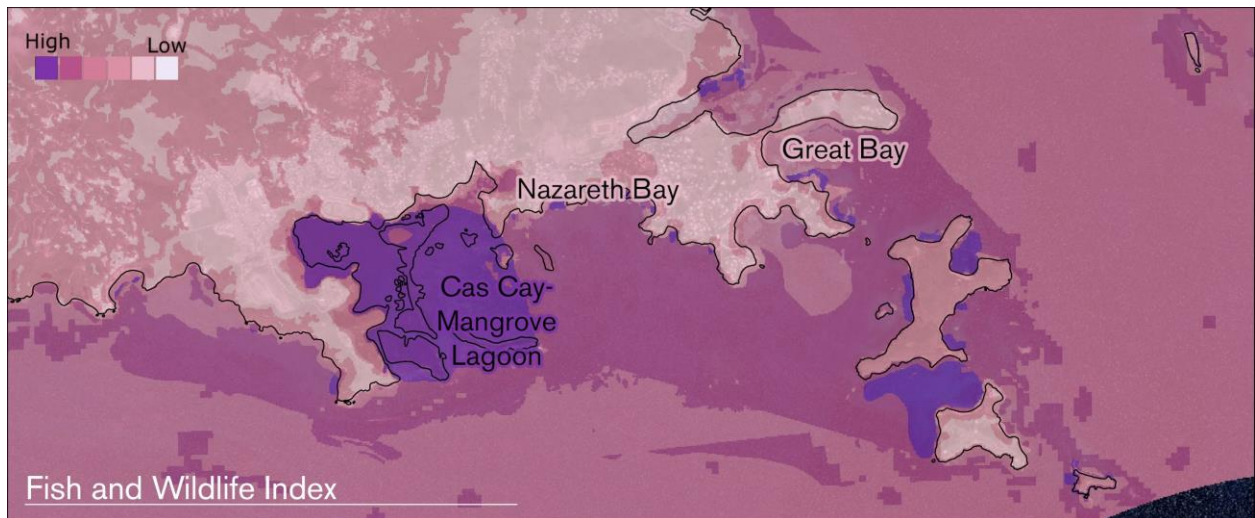 High Low
Great Bay
Nazareth Bay
Cas Cay-
Mangrove
Lagoon
Fish and Wildlife Index